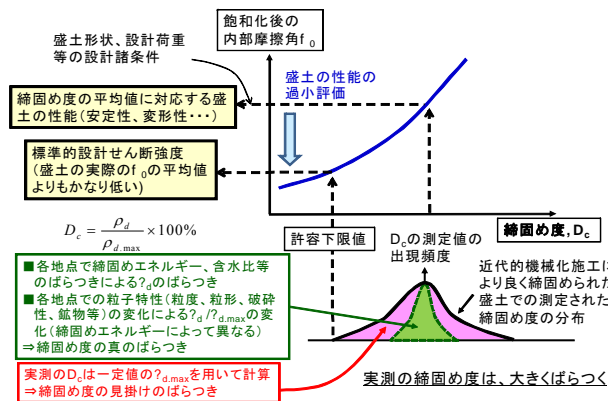 飽和化後の
内部摩擦角f₀
盛土形状、設計荷重
等の設計諸条件
盛土の性能の
過小評価
締固め度の平均値に対応する盛
土の性能(安定性、変形性・・・)
標準的設計せん断強度
(盛土の実際のf₀の平均値
よりもかなり低い)
締固め度, Dc
Dc = ρd / ρd.max × 100%
許容下限値
Dcの測定値の
出現頻度
■各地点で締固めエネルギー、含水比等
のばらつきによる?dのばらつき
■各地点での粒子特性(粒度、粒形、破砕
性、鉱物等)の変化による?d /?d.maxの変
化(締固めエネルギーによって異なる)
⇒締固め度の真のばらつき
近代的機械化施工に
より良く締固められた
盛土での測定された
締固め度の分布
実測のDcは一定値の?d.maxを用いて計算
⇒締固め度の見掛けのばらつき
実測の締固め度は、大きくばらつく